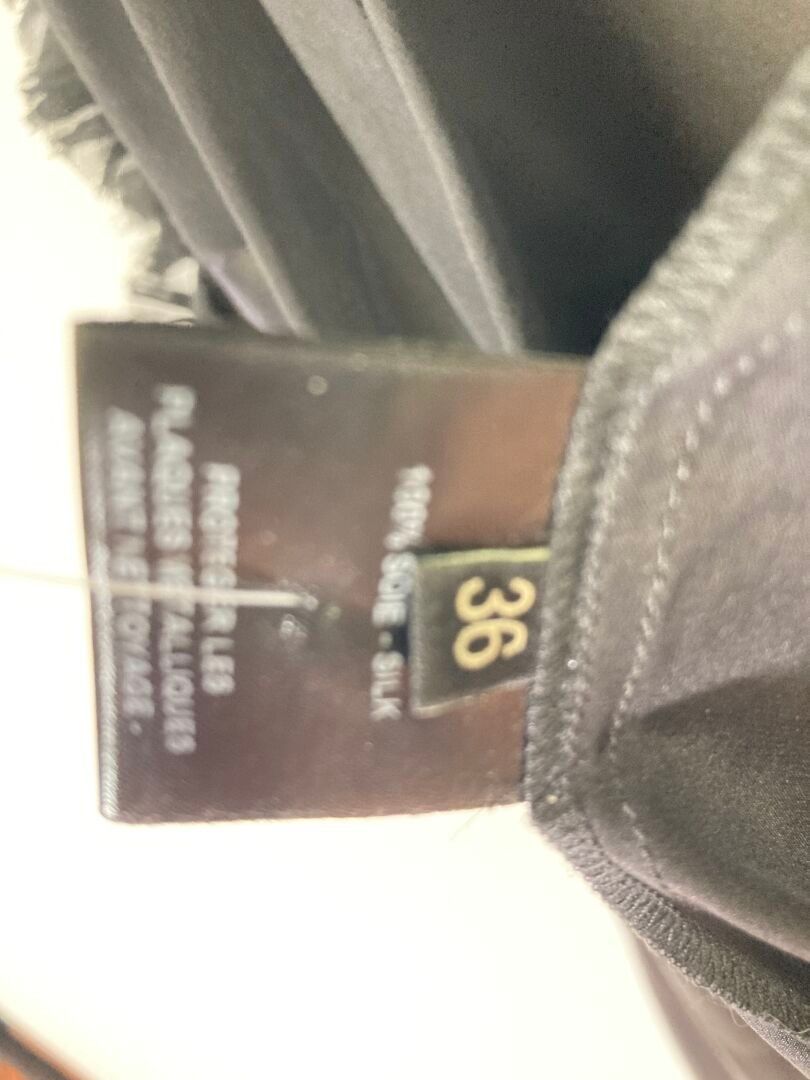 36
100% SOIE - SILK
PROTEGER LES
PLAQUES METALLIQUES
AVANT NETTOYAGE -